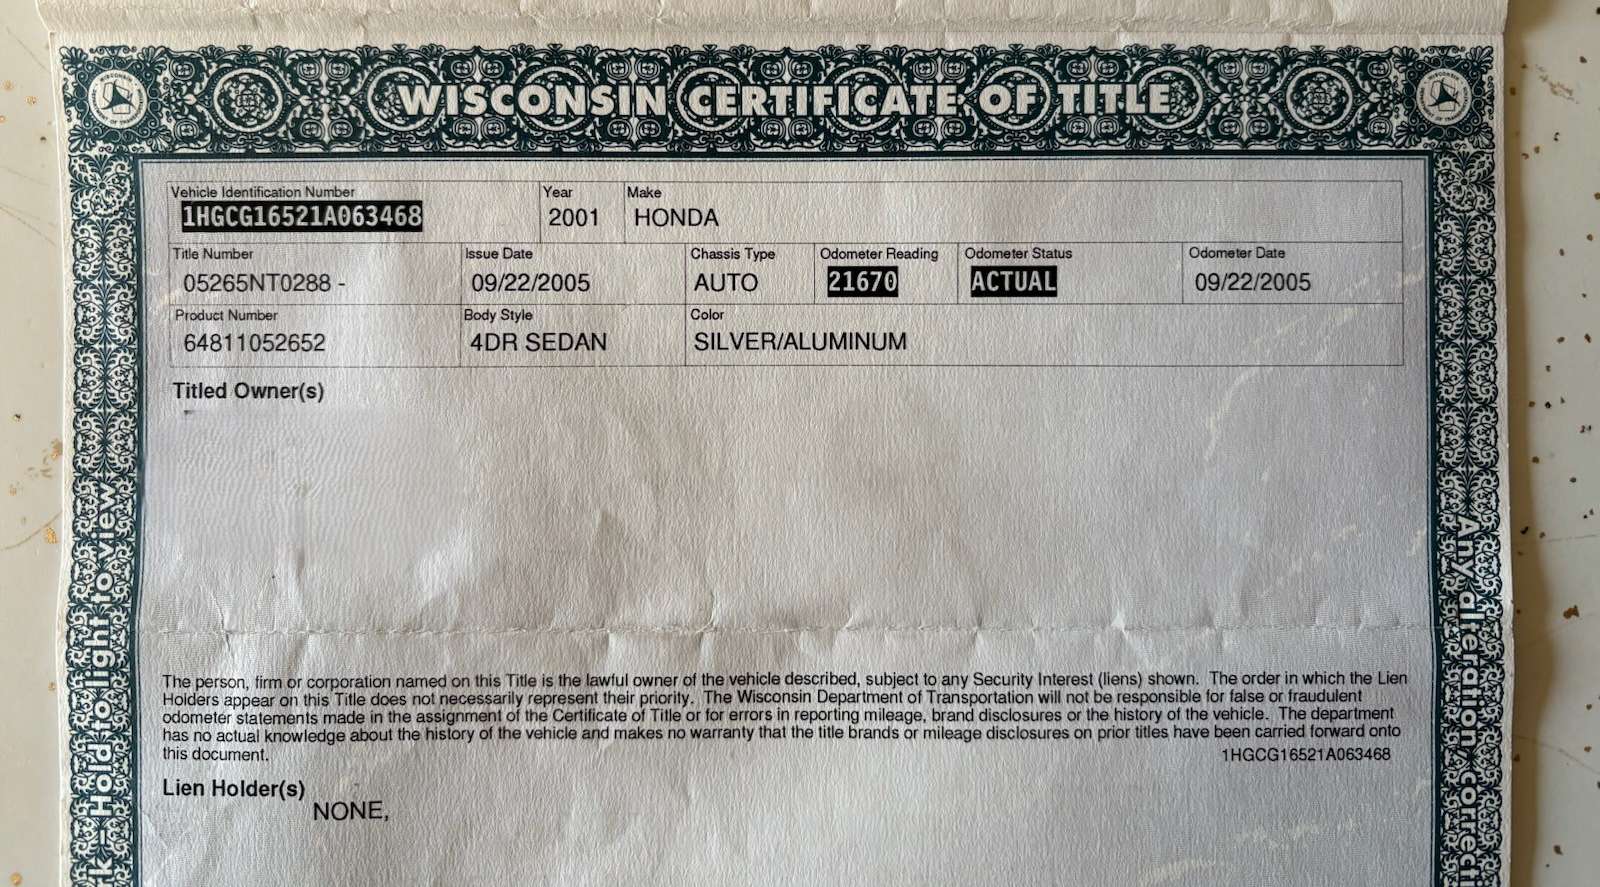 WISCONSIN CERTIFICATE OF TITLE
Vehicle Identification Number Year Make
1HGCG16521A063468 2001 HONDA
Title Number Issue Date Chassis Type Odometer Reading Odometer Status Odometer Date
05265NT0288 - 09/22/2005 AUTO 21670 ACTUAL 09/22/2005
Product Number Body Style Color
64811052652 4DR SEDAN SILVER/ALUMINUM
Titled Owner(s)
The person, firm or corporation named on this Title is the lawful owner of the vehicle described, subject to any Security Interest (liens) shown. The order in which the Lien
Holders appear on this Title does not necessarily represent their priority. The Wisconsin Department of Transportation will not be responsible for false or fraudulent
odometer statements made in the assignment of the Certificate of Title or for errors in reporting mileage, brand disclosures or the history of the vehicle. The department
has no actual knowledge about the history of the vehicle and makes no warranty that the title brands or mileage disclosures on prior titles have been carried forward onto
this document. 1HGCG16521A063468
Lien Holder(s)
NONE,
rk – Hold to light to view
Any alteration correcti